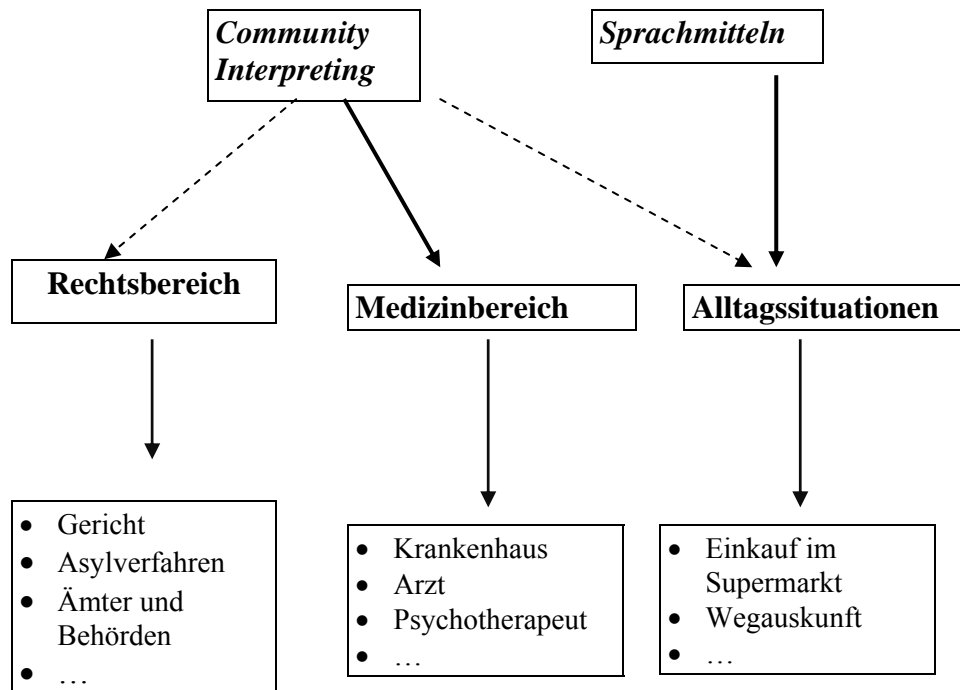 Community
Interpreting
Sprachmitteln
Rechtsbereich
Medizinbereich
Alltagssituationen
• Gericht
• Asylverfahren
• Ämter und
Behörden
• …
• Krankenhaus
• Arzt
• Psychotherapeut
• …
• Einkauf im
Supermarkt
• Wegauskunft
• …